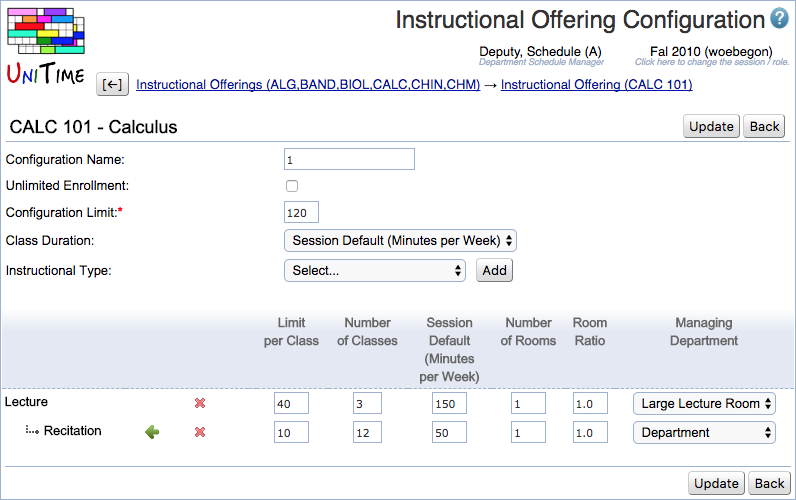 Instructional Offering Configuration ?
UNITIME
Deputy, Schedule (A) Fal 2010 (woebegon)
Department Schedule Manager Click here to change the session / role.
[←] Instructional Offerings (ALG,BAND,BIOL,CALC,CHIN,CHM) → Instructional Offering (CALC 101)
CALC 101 - Calculus Update Back
Configuration Name: 1
Unlimited Enrollment:
Configuration Limit:* 120
Class Duration: Session Default (Minutes per Week)
Instructional Type: Select... Add
Limit Number Session Number Room Managing
per Class of Classes Default of Rooms Ratio Department
(Minutes
per Week)
Lecture 40 3 150 1 1.0 Large Lecture Room
Recitation 10 12 50 1 1.0 Department
Update Back